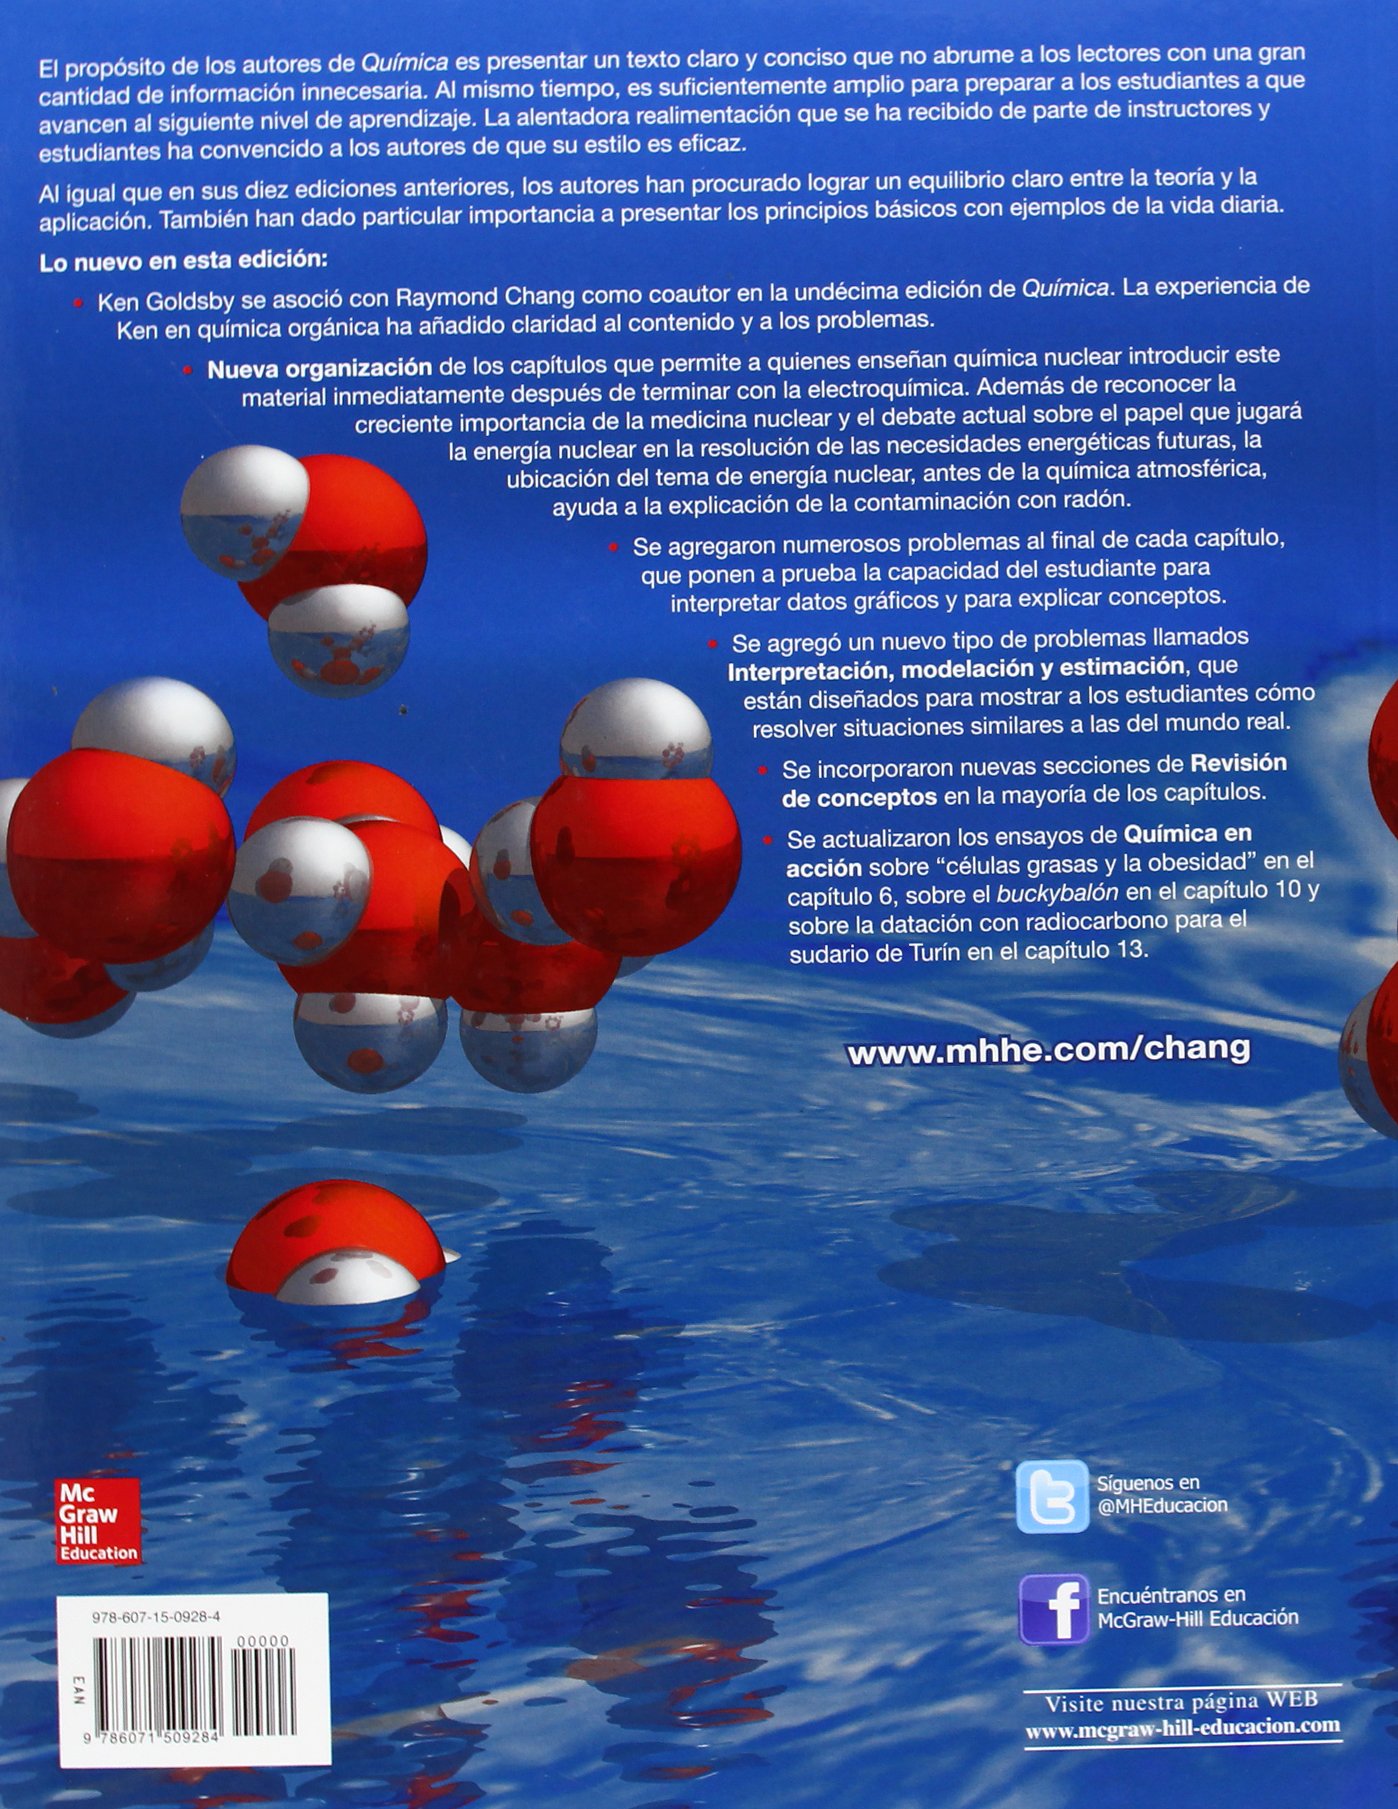 El propósito de los autores de Química es presentar un texto claro y conciso que no abrume a los lectores con una gran
cantidad de información innecesaria. Al mismo tiempo, es suficientemente amplio para preparar a los estudiantes a que
avancen al siguiente nivel de aprendizaje. La alentadora realimentación que se ha recibido de parte de instructores y
estudiantes ha convencido a los autores de que su estilo es eficaz.
Al igual que en sus diez ediciones anteriores, los autores han procurado lograr un equilibrio claro entre la teoría y la
aplicación. También han dado particular importancia a presentar los principios básicos con ejemplos de la vida diaria.
Lo nuevo en esta edición:
• Ken Goldsby se asoció con Raymond Chang como coautor en la undécima edición de Química. La experiencia de
Ken en química orgánica ha añadido claridad al contenido y a los problemas.
• Nueva organización de los capítulos que permite a quienes enseñan química nuclear introducir este
material inmediatamente después de terminar con la electroquímica. Además de reconocer la
creciente importancia de la medicina nuclear y el debate actual sobre el papel que jugará
la energía nuclear en la resolución de las necesidades energéticas futuras, la
ubicación del tema de energía nuclear, antes de la química atmosférica,
ayuda a la explicación de la contaminación con radón.
• Se agregaron numerosos problemas al final de cada capítulo,
que ponen a prueba la capacidad del estudiante para
interpretar datos gráficos y para explicar conceptos.
• Se agregó un nuevo tipo de problemas llamados
Interpretación, modelación y estimación, que
están diseñados para mostrar a los estudiantes cómo
resolver situaciones similares a las del mundo real.
• Se incorporaron nuevas secciones de Revisión
de conceptos en la mayoría de los capítulos.
• Se actualizaron los ensayos de Química en
acción sobre “células grasas y la obesidad” en el
capítulo 6, sobre el buckybalón en el capítulo 10 y
sobre la datación con radiocarbono para el
sudario de Turín en el capítulo 13.
www.mhhe.com/chang
Síguenos en
@MHEducacion
Encuéntranos en
McGraw-Hill Educación
Visite nuestra página WEB
www.mcgraw-hill-educacion.com
Mc
Graw
Hill
Education
978-607-15-0928-4
00000
EAN
9 786071 509284